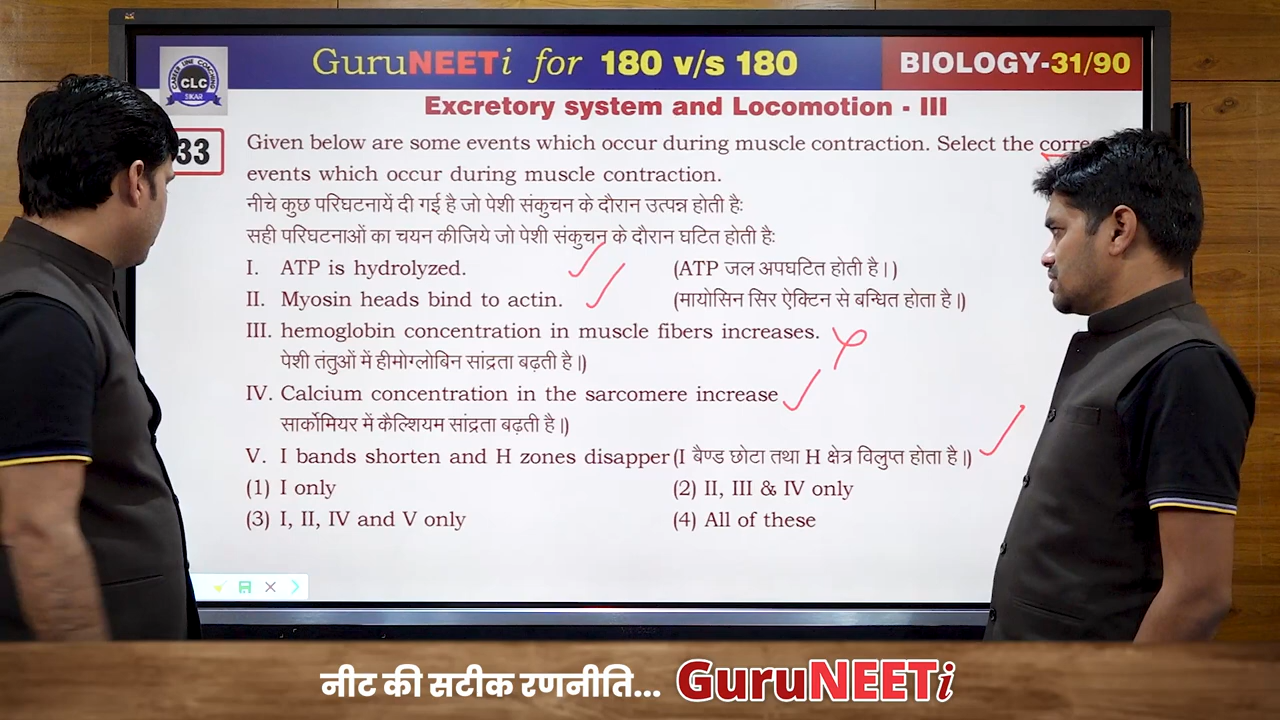 CAREER LINE COACHING
CLC
SIKAR
GuruNEETi for 180 v/s 180
BIOLOGY-31/90
Excretory system and Locomotion - III
33
Given below are some events which occur during muscle contraction. Select the corre
events which occur during muscle contraction.
नीचे कुछ परिघटनायें दी गई है जो पेशी संकुचन के दौरान उत्पन्न होती है:
सही परिघटनाओं का चयन कीजिये जो पेशी संकुचन के दौरान घटित होती है:
I. ATP is hydrolyzed. (ATP जल अपघटित होती है।)
II. Myosin heads bind to actin. (मायोसिन सिर ऐक्टिन से बन्धित होता है।)
III. hemoglobin concentration in muscle fibers increases.
पेशी तंतुओं में हीमोग्लोबिन सांद्रता बढ़ती है।)
IV. Calcium concentration in the sarcomere increase
सार्कोमियर में कैल्शियम सांद्रता बढ़ती है।)
V. I bands shorten and H zones disapper (I बैण्ड छोटा तथा H क्षेत्र विलुप्त होता है।)
(1) I only (2) II, III & IV only
(3) I, II, IV and V only (4) All of these
नीट की सटीक रणनीति... GuruNEETi